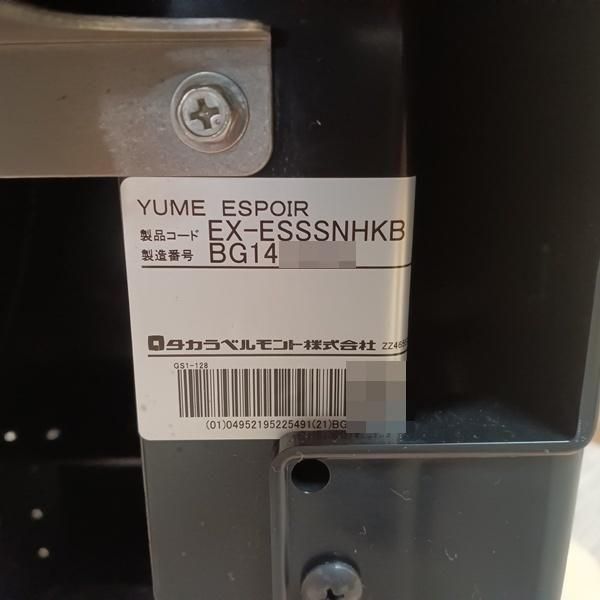 YUME ESPOIR
製品コード EX-ESSSNHKB
製造番号 BG14
タカラベルモント株式会社 ZZ465
GS1-128
(01)04952195225491(21)BG